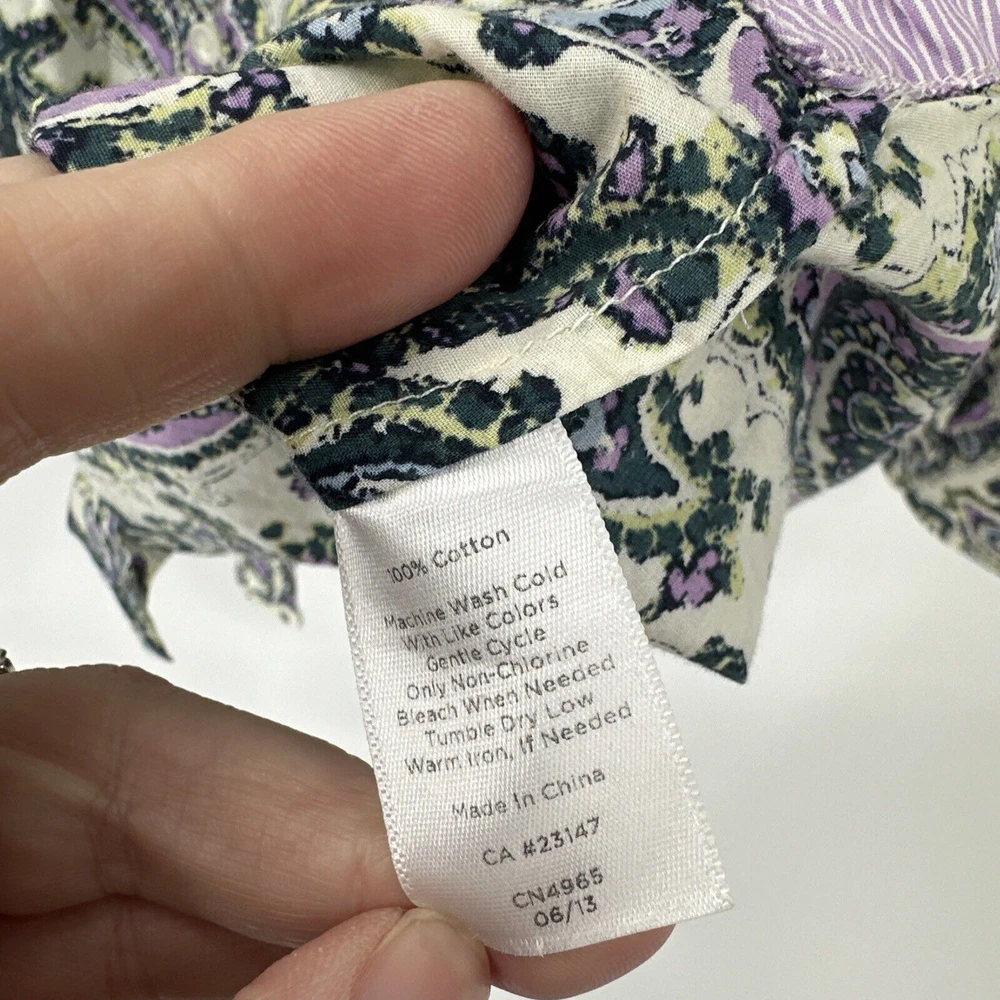 100% Cotton
Machine Wash Cold
With Like Colors
Gentle Cycle
Only Non-Chlorine
Bleach When Needed
Tumble Dry Low
Warm Iron, If Needed
Made In China
CA #23147
CN4965
06/13